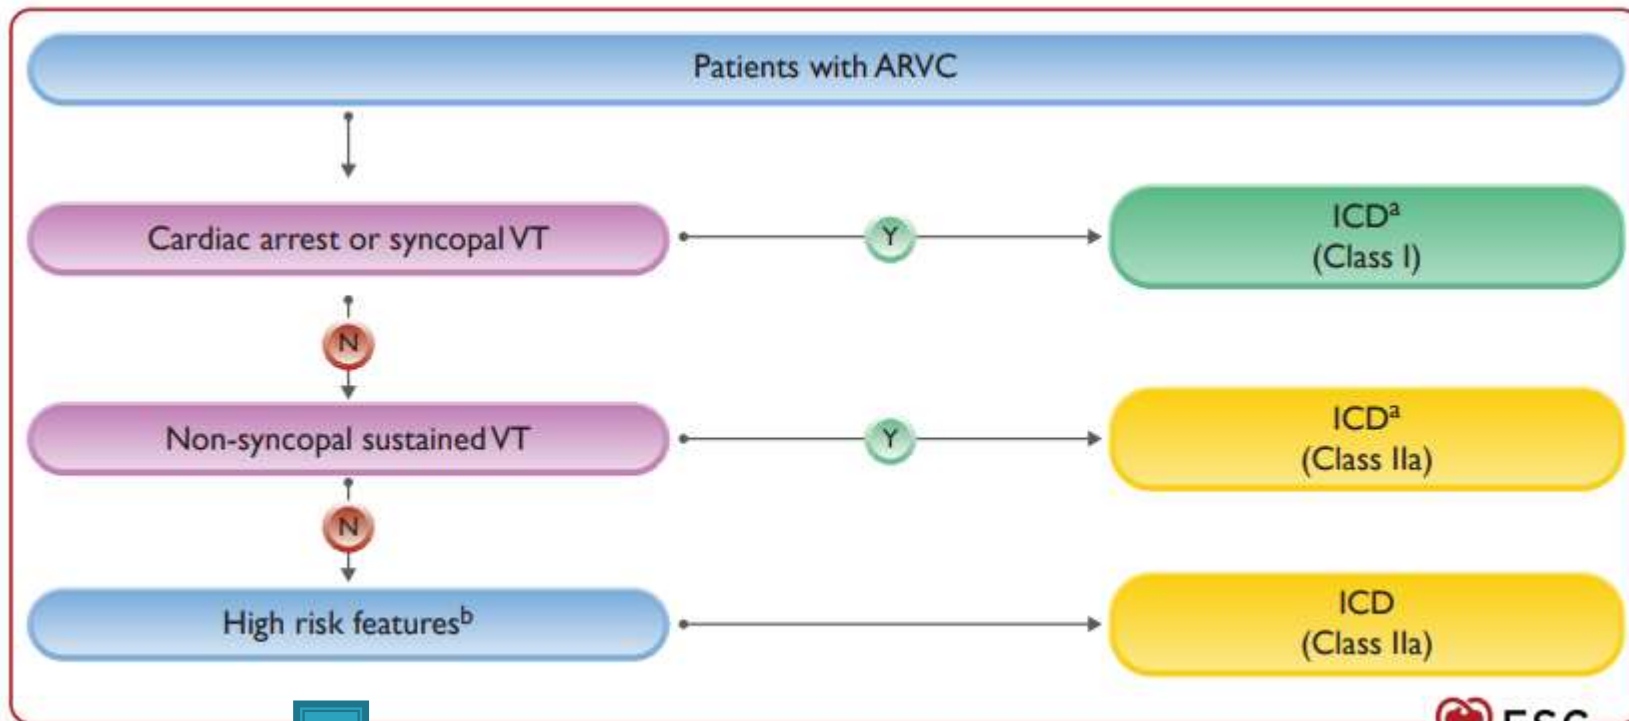 Patients with ARVC
Cardiac arrest or syncopal VT
Y
ICDᵃ
(Class I)
N
Non-syncopal sustained VT
Y
ICDᵃ
(Class IIa)
N
High risk featuresᵇ
ICD
(Class IIa)
ESC